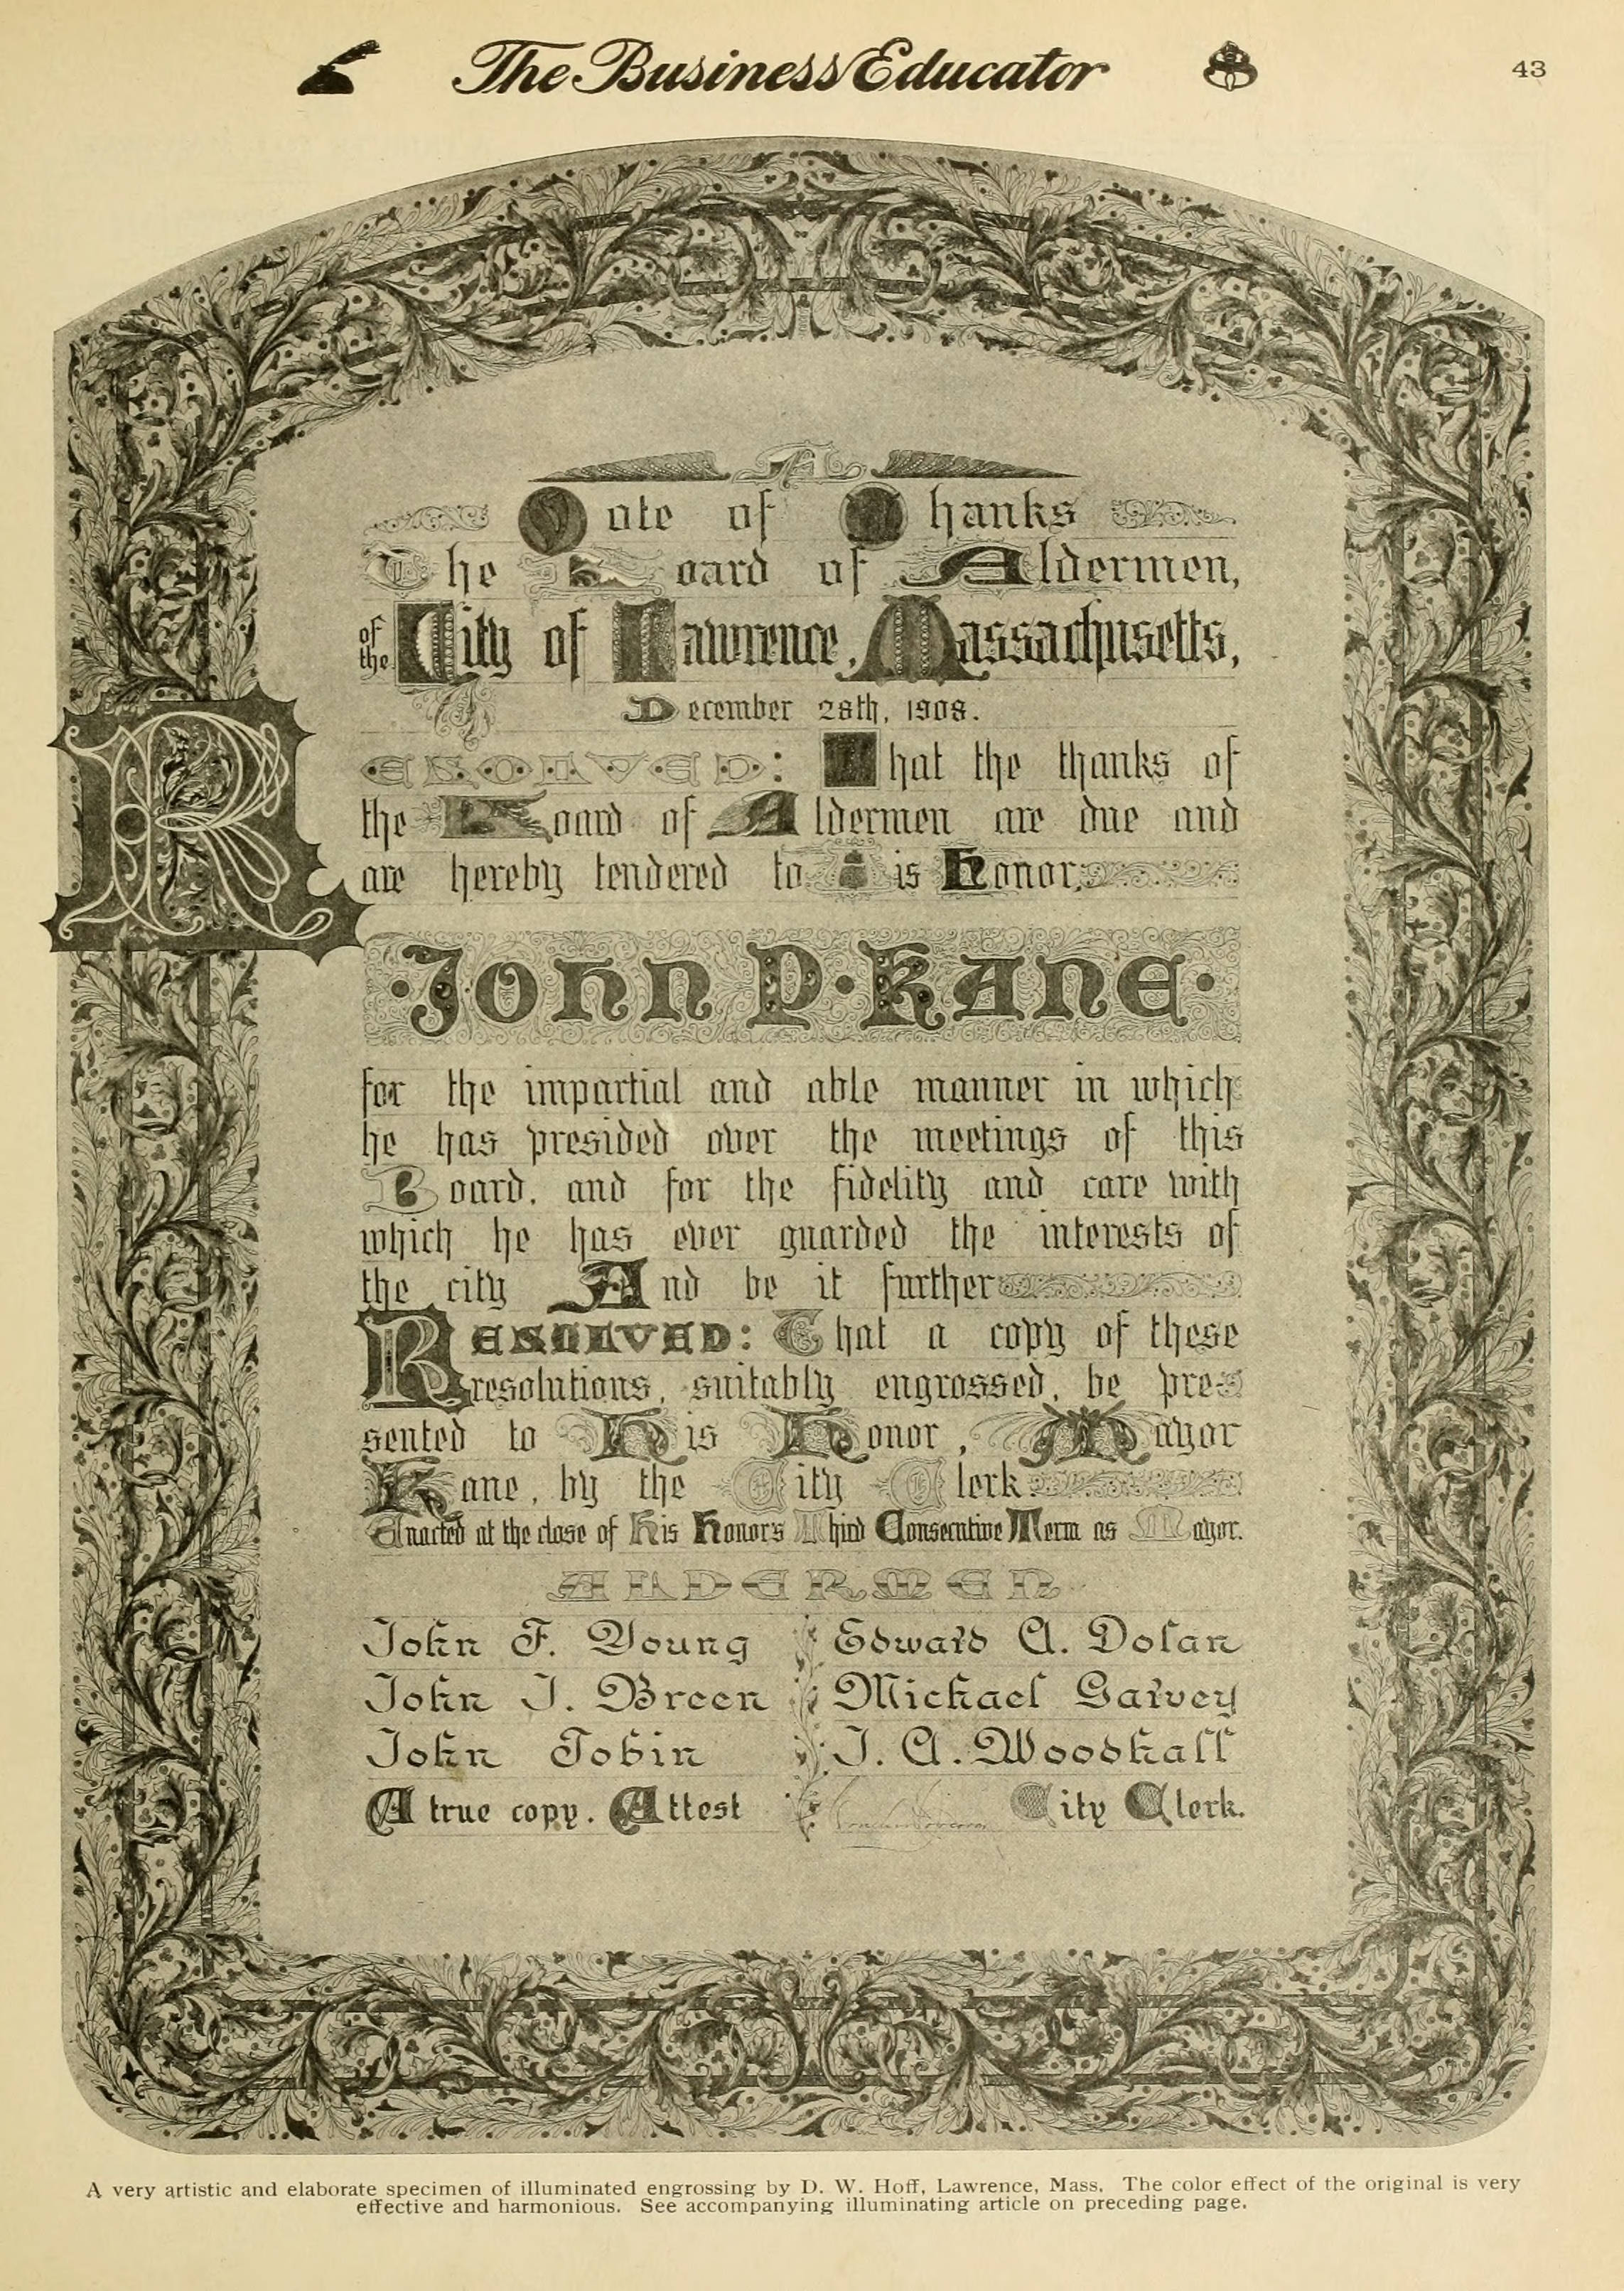 The Business Educator
43
A
Vote of Thanks
The Board of Aldermen,
of the City of Lawrence, Massachusetts,
December 28th, 1908.
RESOLVED: That the thanks of
the Board of Aldermen are due and
are hereby tendered to His Honor,
·JOHN P·KANE·
for the impartial and able manner in which
he has presided over the meetings of this
Board, and for the fidelity and care with
which he has ever guarded the interests of
the city And be it further
RESOLVED: That a copy of these
resolutions, suitably engrossed, be pre-
sented to His Honor, Mayor
Kane, by the City Clerk.
Enacted at the close of His Honor's Third Consecutive Term as Mayor.
ALDERMEN
John F. Young Edward A. Dolan
John J. Breen Michael Garvey
John Tobin J. A. Woodhall
A true copy. Attest City Clerk.
A very artistic and elaborate specimen of illuminated engrossing by D. W. Hoff, Lawrence, Mass. The color effect of the original is very
effective and harmonious. See accompanying illuminating article on preceding page.